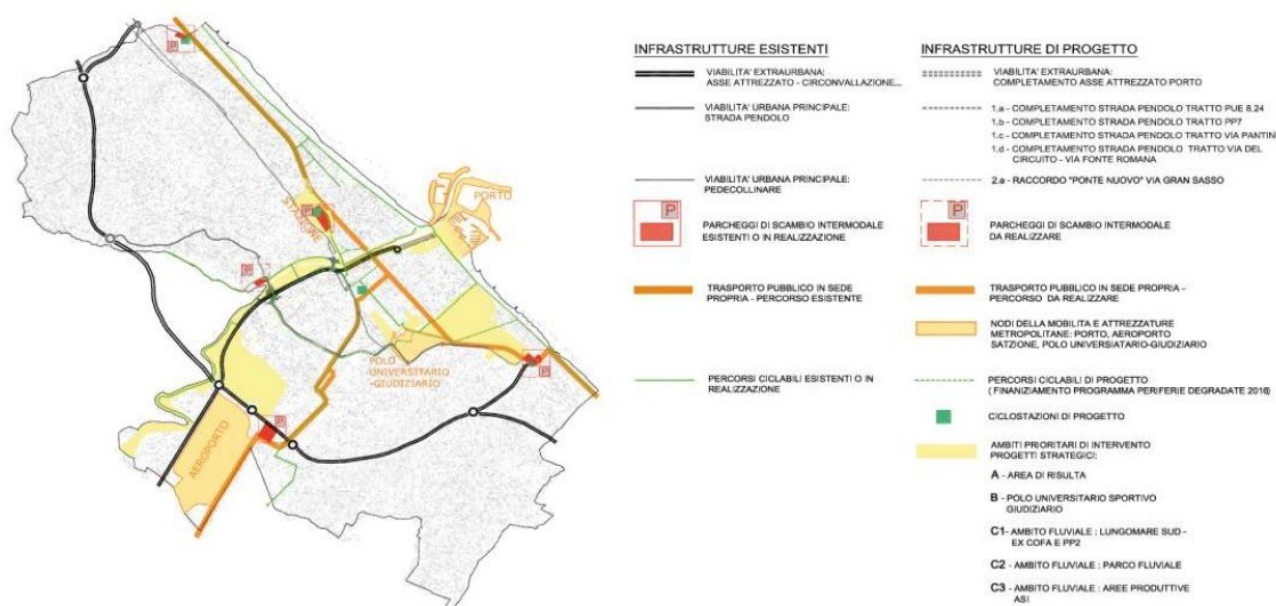 P
PORTO
STAZIONE
P
P
POLO
UNIVERSITARIO
-GIUDIZIARIO
P
P
AEROPORTO
INFRASTRUTTURE ESISTENTI
VIABILITA' EXTRAURBANA:
ASSE ATTREZZATO - CIRCONVALLAZIONE...
VIABILITA' URBANA PRINCIPALE:
STRADA PENDOLO
VIABILITA' URBANA PRINCIPALE:
PEDECOLLINARE
P
PARCHEGGI DI SCAMBIO INTERMODALE
ESISTENTI O IN REALIZZAZIONE
TRASPORTO PUBBLICO IN SEDE
PROPRIA - PERCORSO ESISTENTE
PERCORSI CICLABILI ESISTENTI O IN
REALIZZAZIONE
INFRASTRUTTURE DI PROGETTO
VIABILITA' EXTRAURBANA:
COMPLETAMENTO ASSE ATTREZZATO PORTO
1.a - COMPLETAMENTO STRADA PENDOLO TRATTO PUE 8.24
1.b - COMPLETAMENTO STRADA PENDOLO TRATTO PP7
1.c - COMPLETAMENTO STRADA PENDOLO TRATTO VIA PANTINI
1.d - COMPLETAMENTO STRADA PENDOLO TRATTO VIA DEL
CIRCUITO - VIA FONTE ROMANA
2.a - RACCORDO "PONTE NUOVO" VIA GRAN SASSO
P
PARCHEGGI DI SCAMBIO INTERMODALE
DA REALIZZARE
TRASPORTO PUBBLICO IN SEDE PROPRIA -
PERCORSO DA REALIZZARE
NODI DELLA MOBILITA E ATTREZZATURE
METROPOLITANE: PORTO, AEROPORTO
SATZIONE, POLO UNIVERSIATARIO-GIUDIZIARIO
PERCORSI CICLABILI DI PROGETTO
( FINANZIAMENTO PROGRAMMA PERIFERIE DEGRADATE 2016)
CICLOSTAZIONI DI PROGETTO
AMBITI PRIORITARI DI INTERVENTO
PROGETTI STRATEGICI:
A - AREA DI RISULTA
B - POLO UNIVERSITARIO SPORTIVO
GIUDIZIARIO
C1- AMBITO FLUVIALE : LUNGOMARE SUD -
EX COFA E PP2
C2 - AMBITO FLUVIALE : PARCO FLUVIALE
C3 - AMBITO FLUVIALE : AREE PRODUTTIVE
ASI